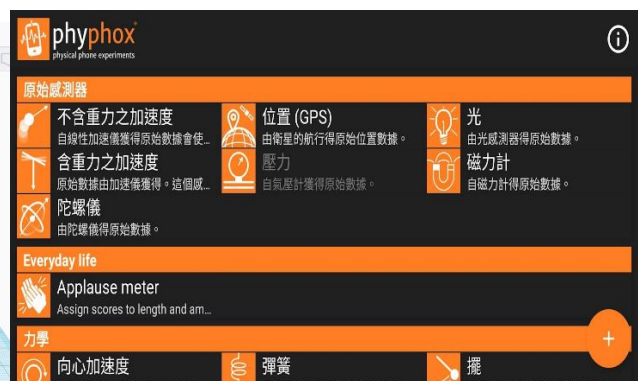 phyphox
physical phone experiments
原始感測器
不含重力之加速度
自線性加速儀獲得原始數據會使...
位置 (GPS)
由衛星的航行得原始位置數據。
光
由光感測器得原始數據。
含重力之加速度
原始數據由加速儀獲得。這個感...
壓力
自氣壓計獲得原始數據。
磁力計
自磁力計得原始數據。
陀螺儀
由陀螺儀得原始數據。
Everyday life
Applause meter
Assign scores to length and am...
力學
向心加速度
彈簧
擺